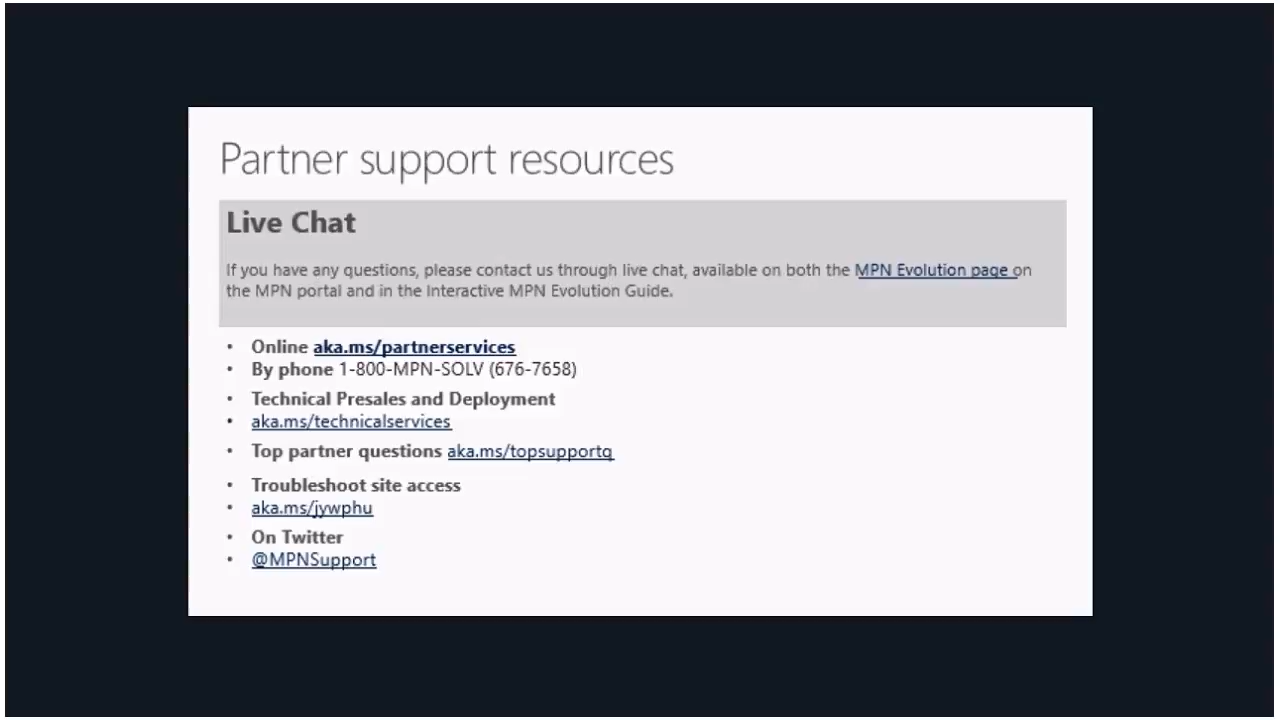 Partner support resources
Live Chat
If you have any questions, please contact us through live chat, available on both the MPN Evolution page on
the MPN portal and in the Interactive MPN Evolution Guide.
• Online aka.ms/partnerservices
• By phone 1-800-MPN-SOLV (676-7658)
• Technical Presales and Deployment
• aka.ms/technicalservices
• Top partner questions aka.ms/topsupportq
• Troubleshoot site access
• aka.ms/jywphu
• On Twitter
• @MPNSupport